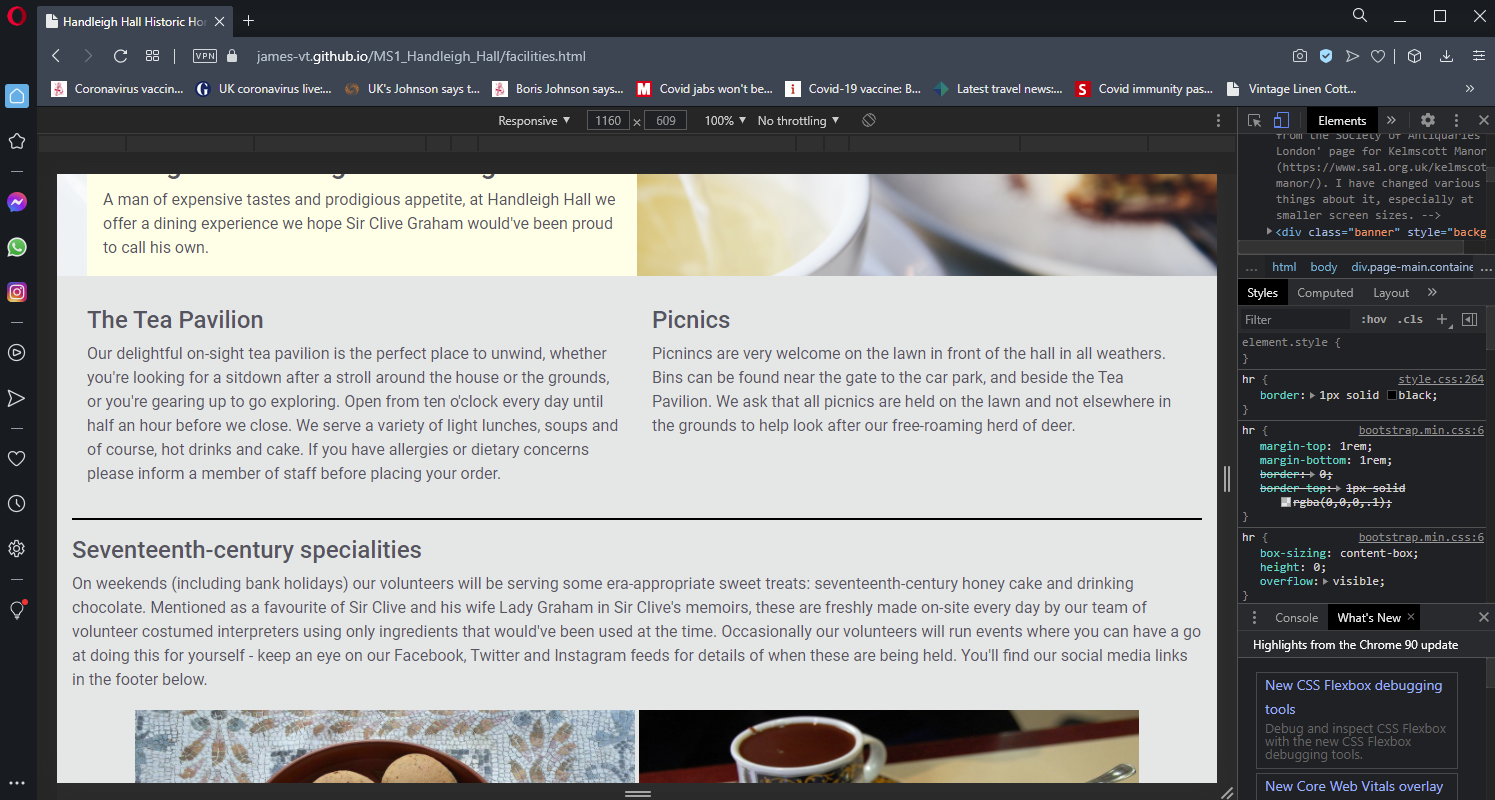 Handleigh Hall Historic Ho
VPN
james-vt.github.io/MS1_Handleigh_Hall/facilities.html
Coronavirus vaccin...
UK coronavirus live:...
UK's Johnson says t...
Boris Johnson says...
Covid jabs won't be...
Covid-19 vaccine: B...
Latest travel news:...
Covid immunity pas...
Vintage Linen Cott...
Responsive 1160 x 609 100% No throttling
A man of expensive tastes and prodigious appetite, at Handleigh Hall we
offer a dining experience we hope Sir Clive Graham would've been proud
to call his own.
The Tea Pavilion
Our delightful on-sight tea pavilion is the perfect place to unwind, whether
you're looking for a sitdown after a stroll around the house or the grounds,
or you're gearing up to go exploring. Open from ten o'clock every day until
half an hour before we close. We serve a variety of light lunches, soups and
of course, hot drinks and cake. If you have allergies or dietary concerns
please inform a member of staff before placing your order.
Picnics
Picnincs are very welcome on the lawn in front of the hall in all weathers.
Bins can be found near the gate to the car park, and beside the Tea
Pavilion. We ask that all picnics are held on the lawn and not elsewhere in
the grounds to help look after our free-roaming herd of deer.
Seventeenth-century specialities
On weekends (including bank holidays) our volunteers will be serving some era-appropriate sweet treats: seventeenth-century honey cake and drinking
chocolate. Mentioned as a favourite of Sir Clive and his wife Lady Graham in Sir Clive's memoirs, these are freshly made on-site every day by our team of
volunteer costumed interpreters using only ingredients that would've been used at the time. Occasionally our volunteers will run events where you can have a go
at doing this for yourself - keep an eye on our Facebook, Twitter and Instagram feeds for details of when these are being held. You'll find our social media links
in the footer below.
Elements
from the Society of Antiquaries
London' page for Kelmscott Manor
(https://www.sal.org.uk/kelmscot
manor/). I have changed various
things about it, especially at
smaller screen sizes. -->
<div class="banner" style="backg
... html body div.page-main.containe ...
Styles Computed Layout
Filter :hov .cls +
element.style {
}
hr { style.css:264
border: 1px solid black;
}
hr { bootstrap.min.css:6
margin-top: 1rem;
margin-bottom: 1rem;
border: 0;
border-top: 1px solid
rgba(0,0,0,.1);
}
hr { bootstrap.min.css:6
box-sizing: content-box;
height: 0;
overflow: visible;
}
Console What's New
Highlights from the Chrome 90 update
New CSS Flexbox debugging
tools
Debug and inspect CSS Flexbox
with the new CSS Flexbox
debugging tools.
New Core Web Vitals overlay